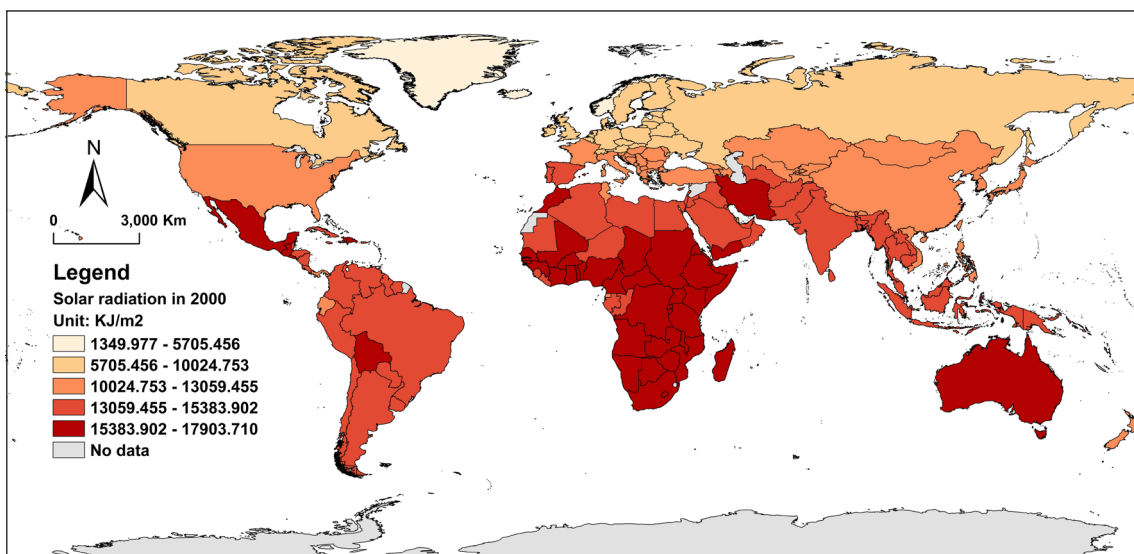 N
0 3,000 Km
Legend
Solar radiation in 2000
Unit: KJ/m2
1349.977 - 5705.456
5705.456 - 10024.753
10024.753 - 13059.455
13059.455 - 15383.902
15383.902 - 17903.710
No data